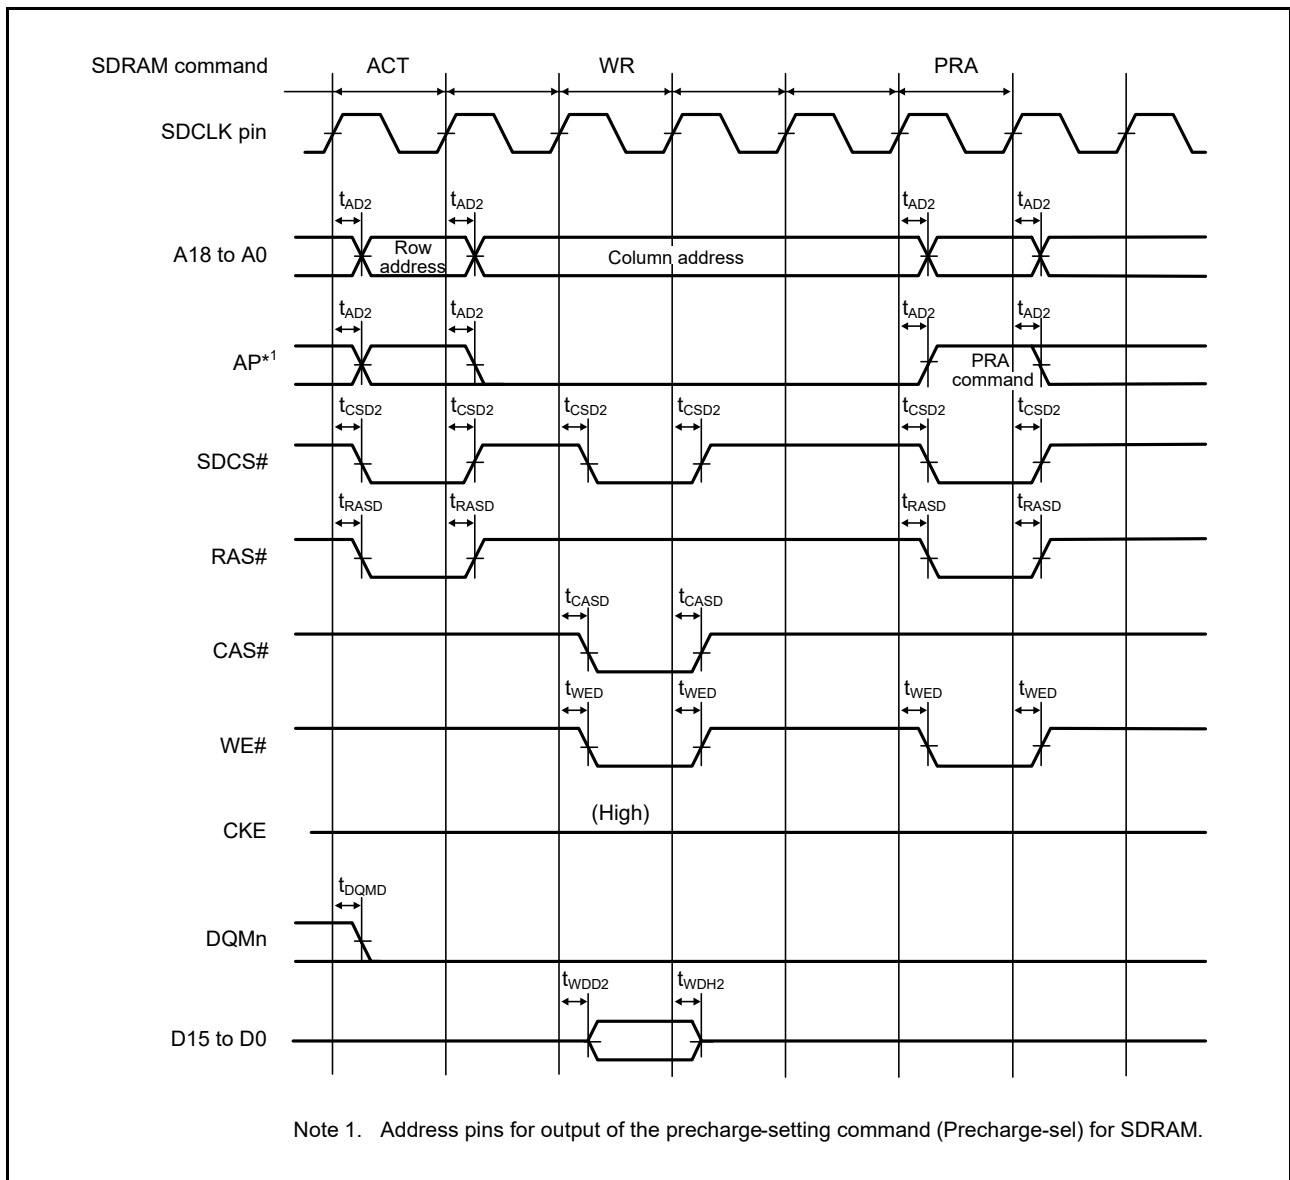 SDRAM command ACT WR PRA
SDCLK pin
tAD2 tAD2 tAD2 tAD2
A18 to A0 Row address Column address
tAD2 tAD2 tAD2 tAD2
AP*1 PRA command
tCSD2 tCSD2 tCSD2 tCSD2 tCSD2 tCSD2
SDCS#
tRASD tRASD tRASD tRASD
RAS#
tCASD tCASD
CAS#
tWED tWED tWED tWED
WE#
(High)
CKE
tDQMD
DQMn
tWDD2 tWDH2
D15 to D0
Note 1. Address pins for output of the precharge-setting command (Precharge-sel) for SDRAM.